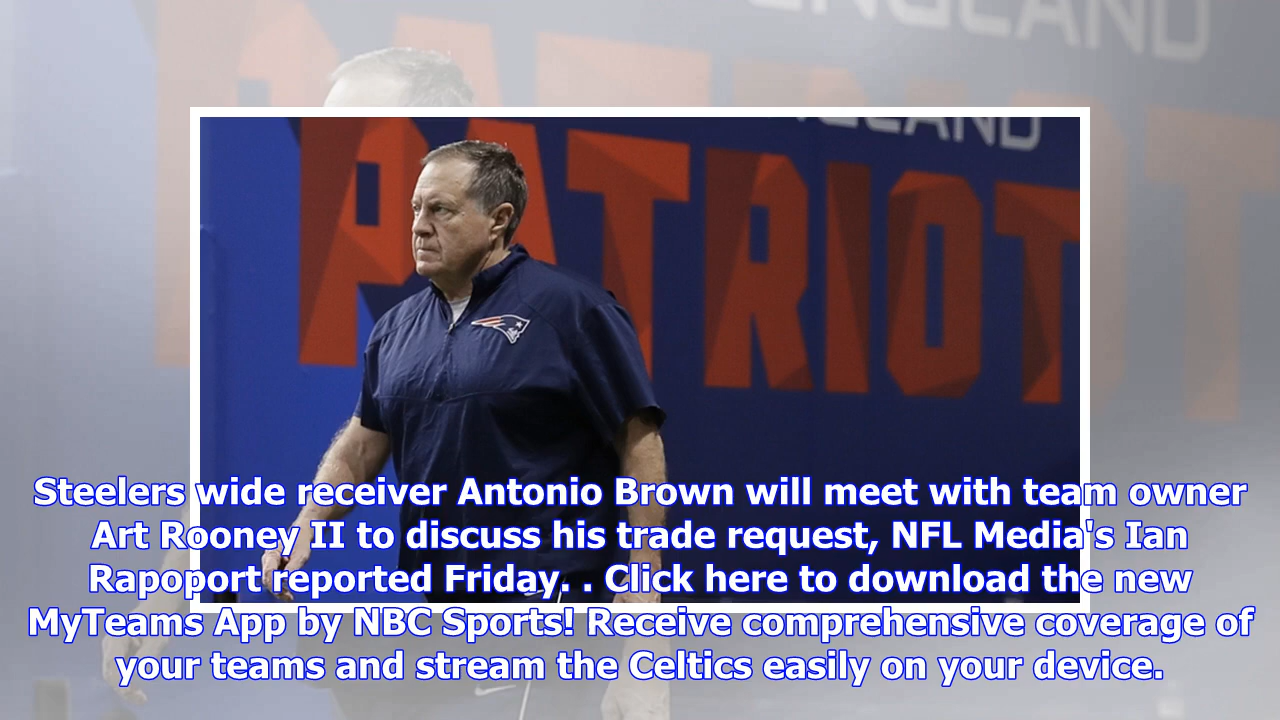 ENGLAND
PATRIOT
Steelers wide receiver Antonio Brown will meet with team owner
Art Rooney II to discuss his trade request, NFL Media's Ian
Rapoport reported Friday. . Click here to download the new
MyTeams App by NBC Sports! Receive comprehensive coverage of
your teams and stream the Celtics easily on your device.